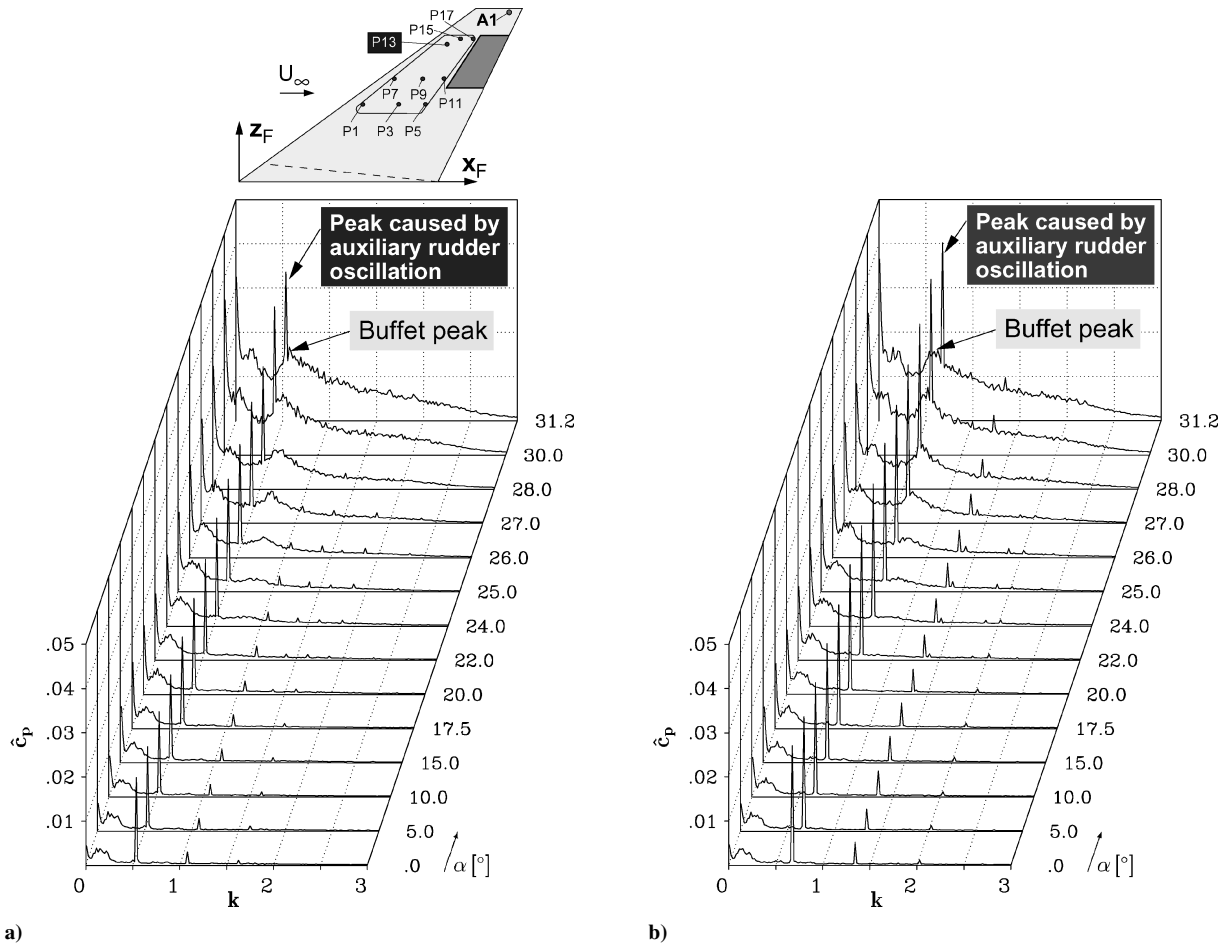 P17
A1
P15
P13
U∞
P7
P9
P11
P1
P3
P5
zF
xF
Peak caused by
auxiliary rudder
oscillation
Buffet peak
31.2
30.0
28.0
27.0
26.0
25.0
24.0
22.0
20.0
17.5
15.0
10.0
5.0
.0
α [°]
.05
.04
.03
.02
.01
ĉp
0
1
2
3
k
a)
Peak caused by
auxiliary rudder
oscillation
Buffet peak
31.2
30.0
28.0
27.0
26.0
25.0
24.0
22.0
20.0
17.5
15.0
10.0
5.0
.0
α [°]
.05
.04
.03
.02
.01
ĉp
0
1
2
3
k
b)